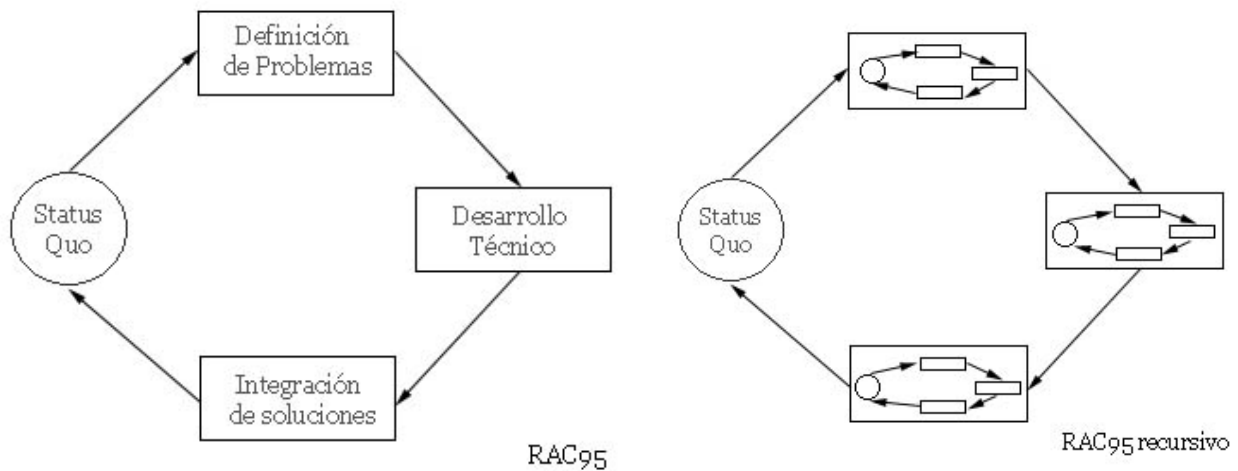 Definición
de Problemas
Status
Quo
Desarrollo
Técnico
Integración
de soluciones
RAC95
Status
Quo
RAC95 recursivo